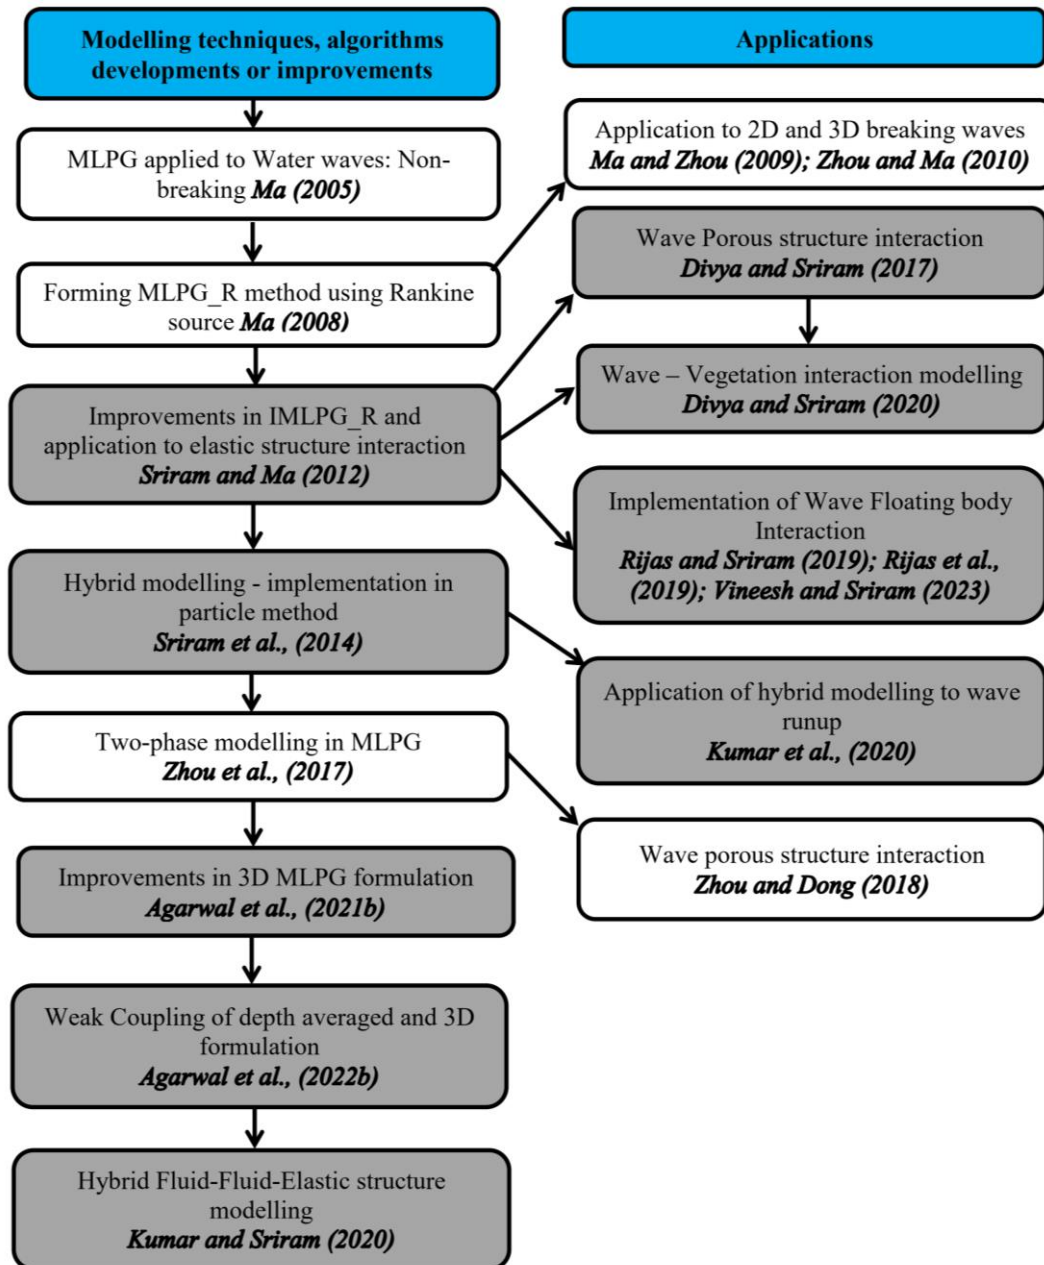 Modelling techniques, algorithms
developments or improvements
MLPG applied to Water waves: Non-
breaking Ma (2005)
Forming MLPG_R method using Rankine
source Ma (2008)
Improvements in IMLPG_R and
application to elastic structure interaction
Sriram and Ma (2012)
Hybrid modelling - implementation in
particle method
Sriram et al., (2014)
Two-phase modelling in MLPG
Zhou et al., (2017)
Improvements in 3D MLPG formulation
Agarwal et al., (2021b)
Weak Coupling of depth averaged and 3D
formulation
Agarwal et al., (2022b)
Hybrid Fluid-Fluid-Elastic structure
modelling
Kumar and Sriram (2020)
Applications
Application to 2D and 3D breaking waves
Ma and Zhou (2009); Zhou and Ma (2010)
Wave Porous structure interaction
Divya and Sriram (2017)
Wave – Vegetation interaction modelling
Divya and Sriram (2020)
Implementation of Wave Floating body
Interaction
Rijas and Sriram (2019); Rijas et al.,
(2019); Vineesh and Sriram (2023)
Application of hybrid modelling to wave
runup
Kumar et al., (2020)
Wave porous structure interaction
Zhou and Dong (2018)